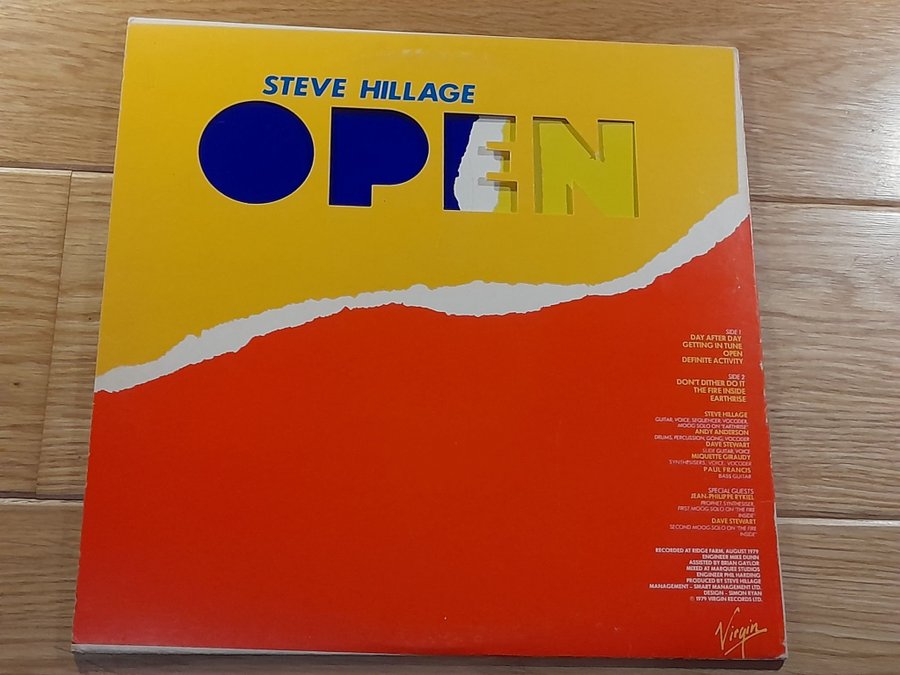 STEVE HILLAGE
OPEN
SIDE 1
DAY AFTER DAY
GETTING IN TUNE
OPEN
DEFINITE ACTIVITY
SIDE 2
DON'T DITHER DO IT
THE FIRE INSIDE
EARTHRISE
STEVE HILLAGE
GUITAR, VOICE, SEQUENCER, VOCODER,
MOOG SOLO ON "EARTHRISE"
ANDY ANDERSON
DRUMS, PERCUSSION, GONG, VOCODER
DAVE STEWART
SLIDE GUITAR, VOICE
MIQUETTE GIRAUDY
SYNTHESISERS, VOICE, VOCODER
PAUL FRANCIS
BASS GUITAR
SPECIAL GUESTS
JEAN-PHILIPPE RYKIEL
PROPHET SYNTHESISER,
FIRST MOOG SOLO ON "THE FIRE
INSIDE"
DAVE STEWART
SECOND MOOG SOLO ON "THE FIRE
INSIDE"
RECORDED AT RIDGE FARM, AUGUST 1979
ENGINEER MIKE DUNN
ASSISTED BY BRIAN GAYLOR
MIXED AT MARQUEE STUDIOS
ENGINEER PHIL HARDING
PRODUCED BY STEVE HILLAGE
MANAGEMENT - SMART MANAGEMENT LTD.
DESIGN - SIMON RYAN
© 1979 VIRGIN RECORDS LTD.
Virgin